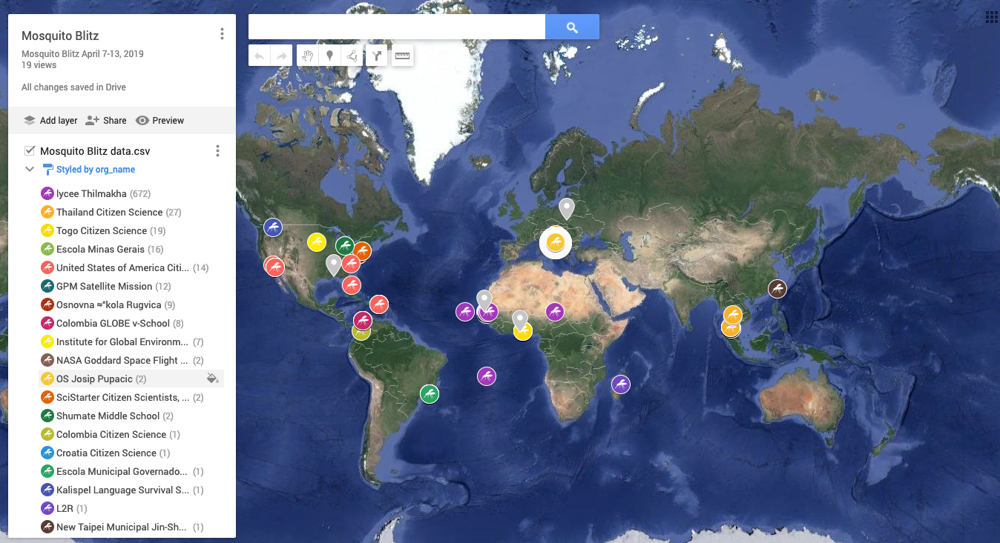 Mosquito Blitz
Mosquito Blitz April 7-13, 2019
19 views
All changes saved in Drive
Add layer Share Preview
Mosquito Blitz data.csv
Styled by org_name
lycee Thilmakha (672)
Thailand Citizen Science (27)
Togo Citizen Science (19)
Escola Minas Gerais (16)
United States of America Citi... (14)
GPM Satellite Mission (12)
Osnovna ≈°kola Rugvica (9)
Colombia GLOBE v-School (8)
Institute for Global Environm... (7)
NASA Goddard Space Flight ... (2)
OS Josip Pupacic (2)
SciStarter Citizen Scientists, ... (2)
Shumate Middle School (2)
Colombia Citizen Science (1)
Croatia Citizen Science (1)
Escola Municipal Governado... (1)
Kalispel Language Survival S... (1)
L2R (1)
New Taipei Municipal Jin-Sh... (1)